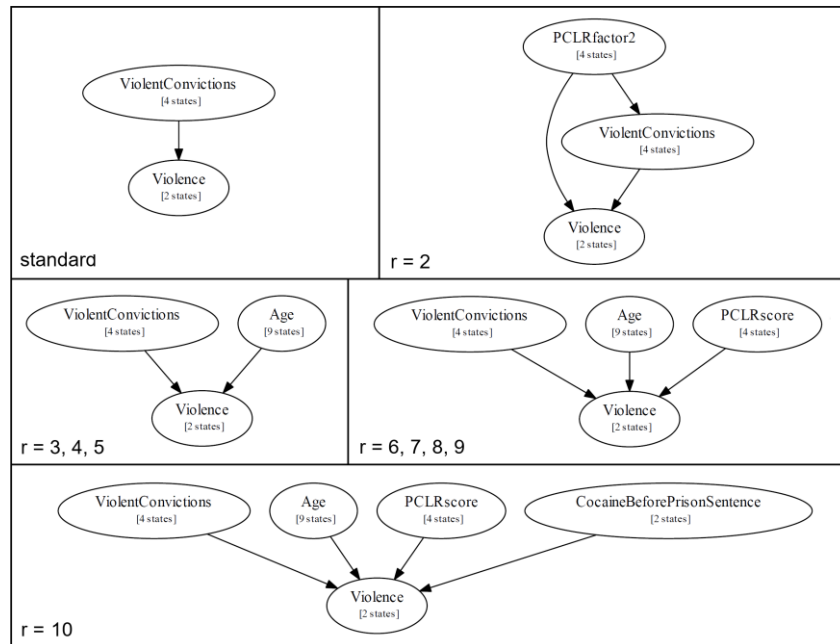 ViolentConvictions
[4 states]
Violence
[2 states]
standard
PCLRfactor2
[4 states]
ViolentConvictions
[4 states]
Violence
[2 states]
r = 2
ViolentConvictions
[4 states]
Age
[9 states]
Violence
[2 states]
r = 3, 4, 5
ViolentConvictions
[4 states]
Age
[9 states]
PCLRscore
[4 states]
Violence
[2 states]
r = 6, 7, 8, 9
ViolentConvictions
[4 states]
Age
[9 states]
PCLRscore
[4 states]
CocaineBeforePrisonSentence
[2 states]
Violence
[2 states]
r = 10